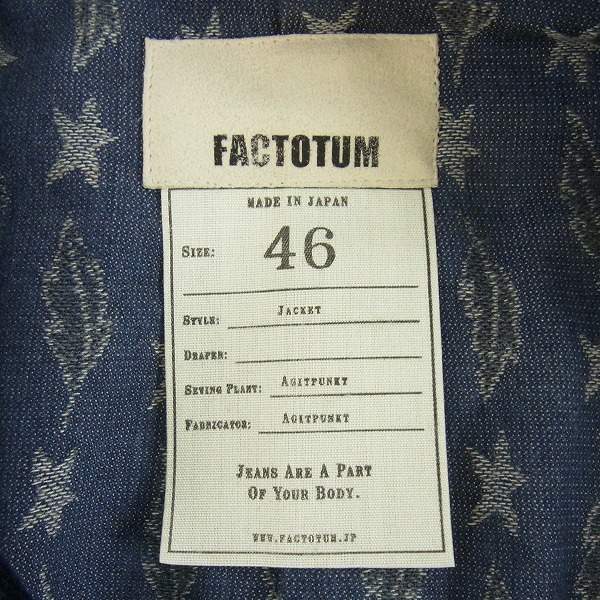 FACTOTUM
MADE IN JAPAN
SIZE: 46
STYLE: JACKET
DRAPER:
SEWING PLANT: AGITPUNKT
FABRICATOR: AGITPUNKT
JEANS ARE A PART
OF YOUR BODY.
WWW.FACTOTUM.JP